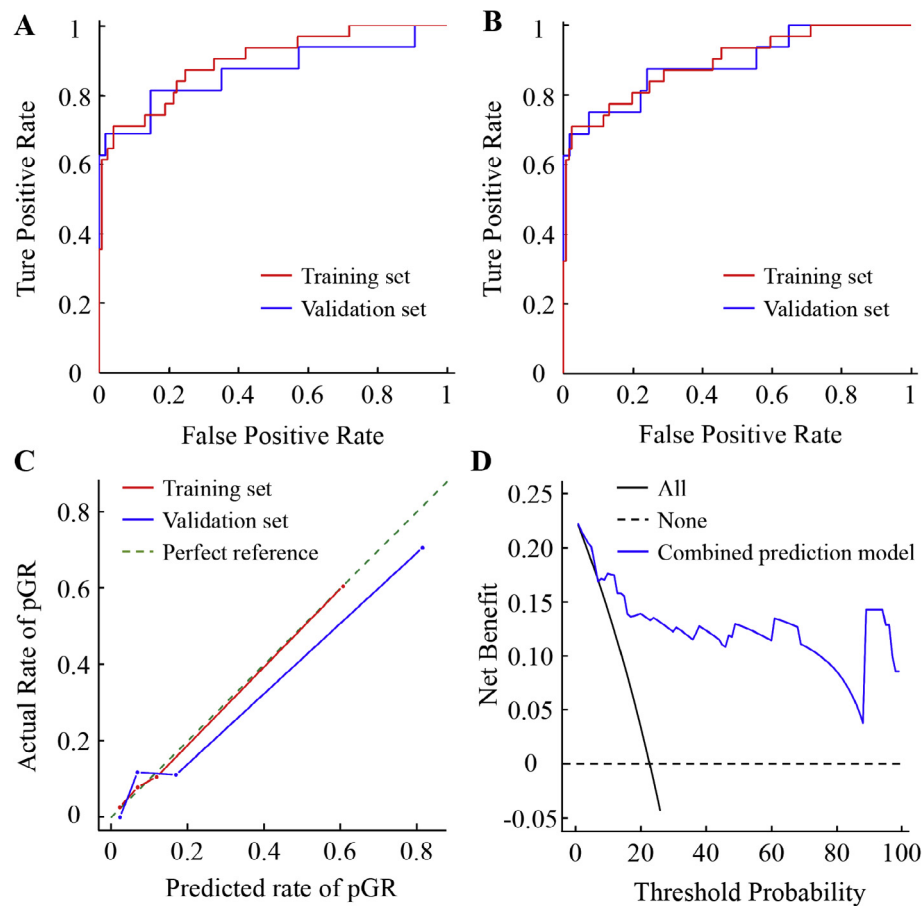 A
1
0.8
0.6
0.4
0.2
0
Ture Positive Rate
Training set
Validation set
0 0.2 0.4 0.6 0.8 1
False Positive Rate
B
1
0.8
0.6
0.4
0.2
0
Ture Positive Rate
Training set
Validation set
0 0.2 0.4 0.6 0.8 1
False Positive Rate
C
0.8
0.6
0.4
0.2
0
Actual Rate of pGR
Training set
Validation set
Perfect reference
0 0.2 0.4 0.6 0.8
Predicted rate of pGR
D
0.25
0.20
0.15
0.10
0.05
0
-0.05
Net Benefit
All
None
Combined prediction model
0 20 40 60 80 100
Threshold Probability